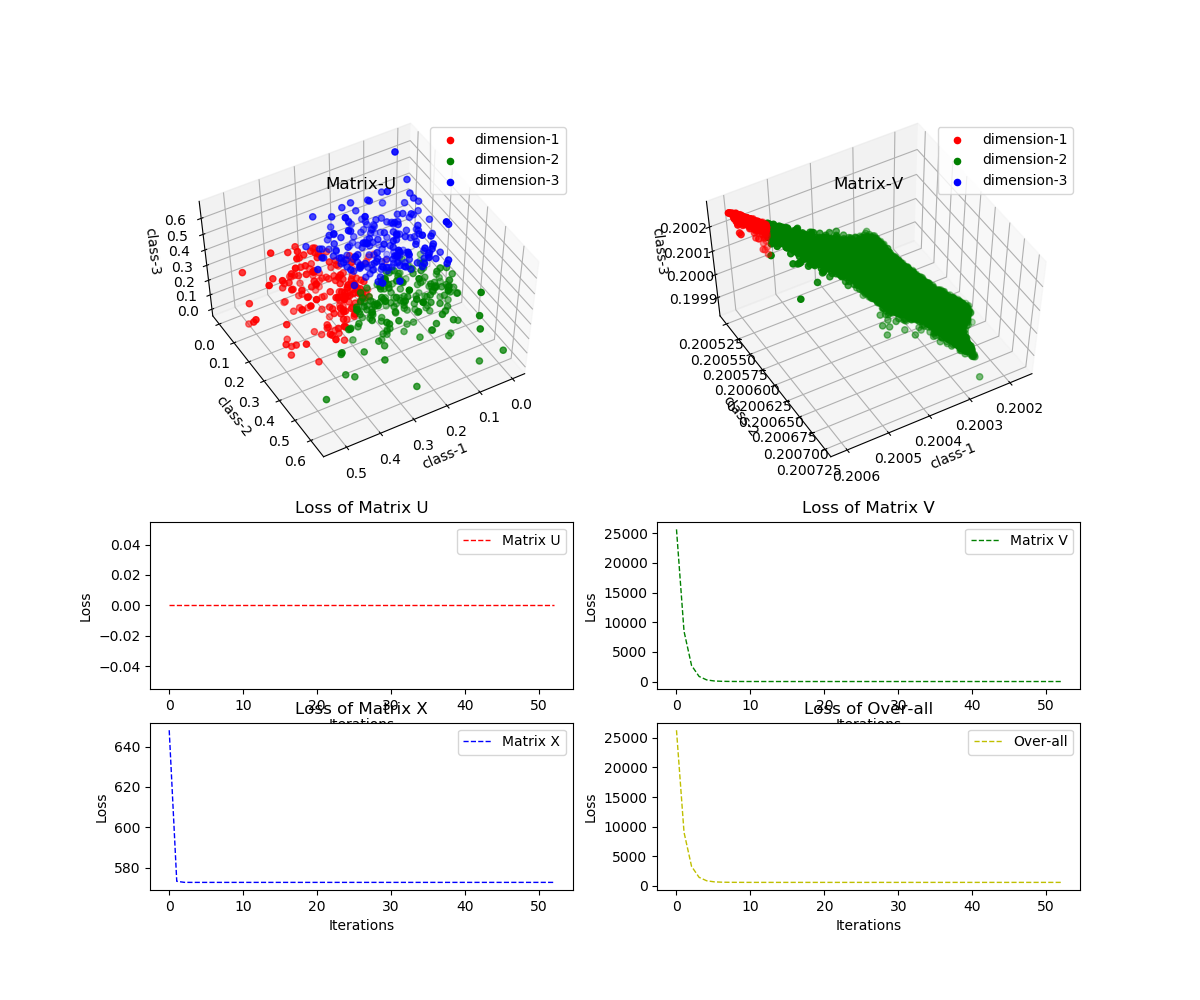 Matrix-U
dimension-1
dimension-2
dimension-3
0.6
0.5
0.4
0.3
0.2
0.1
0.0
class-3
0.0
0.1
0.2
0.3
0.4
0.5
0.6
class-2
0.5
0.4
0.3
0.2
0.1
0.0
class-1
Matrix-V
dimension-1
dimension-2
dimension-3
0.2002
0.2001
0.2000
0.1999
class-3
0.200525
0.200550
0.200575
0.200600
0.200625
0.200650
0.200675
0.200700
0.200725
class-2
0.2006
0.2005
0.2004
0.2003
0.2002
class-1
Loss of Matrix U
Matrix U
0.04
0.02
0.00
−0.02
−0.04
Loss
0 10 20 30 40 50
Iterations
Loss of Matrix V
Matrix V
25000
20000
15000
10000
5000
0
Loss
0 10 20 30 40 50
Iterations
Loss of Matrix X
Matrix X
640
620
600
580
Loss
0 10 20 30 40 50
Iterations
Loss of Over-all
Over-all
25000
20000
15000
10000
5000
0
Loss
0 10 20 30 40 50
Iterations